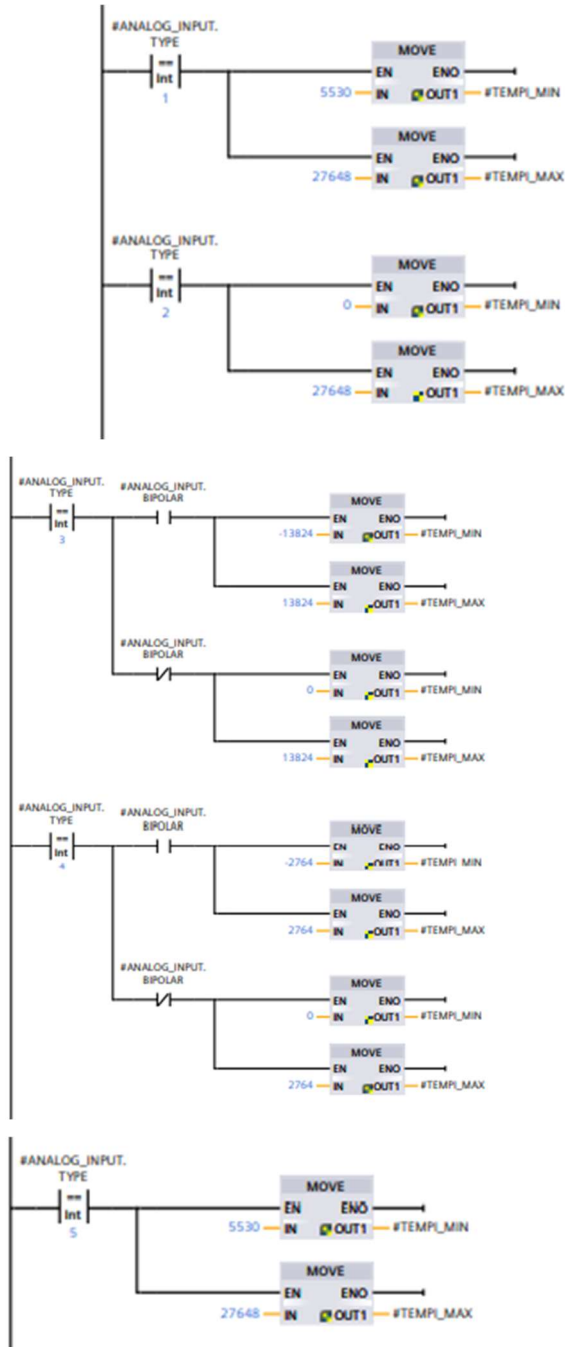 #ANALOG_INPUT.
TYPE
==
Int
1
MOVE
EN ENO
5530 IN OUT1 #TEMPI_MIN
MOVE
EN ENO
27648 IN OUT1 #TEMPI_MAX
#ANALOG_INPUT.
TYPE
==
Int
2
MOVE
EN ENO
0 IN OUT1 #TEMPI_MIN
MOVE
EN ENO
27648 IN OUT1 #TEMPI_MAX
#ANALOG_INPUT.
TYPE
==
Int
3
#ANALOG_INPUT.
BIPOLAR
MOVE
EN ENO
-13824 IN OUT1 #TEMPI_MIN
MOVE
EN ENO
13824 IN OUT1 #TEMPI_MAX
#ANALOG_INPUT.
BIPOLAR
MOVE
EN ENO
0 IN OUT1 #TEMPI_MIN
MOVE
EN ENO
13824 IN OUT1 #TEMPI_MAX
#ANALOG_INPUT.
TYPE
==
Int
4
#ANALOG_INPUT.
BIPOLAR
MOVE
EN ENO
-2764 IN OUT1 #TEMPI_MIN
MOVE
EN ENO
2764 IN OUT1 #TEMPI_MAX
#ANALOG_INPUT.
BIPOLAR
MOVE
EN ENO
0 IN OUT1 #TEMPI_MIN
MOVE
EN ENO
2764 IN OUT1 #TEMPI_MAX
#ANALOG_INPUT.
TYPE
==
Int
5
MOVE
EN ENO
5530 IN OUT1 #TEMPI_MIN
MOVE
EN ENO
27648 IN OUT1 #TEMPI_MAX